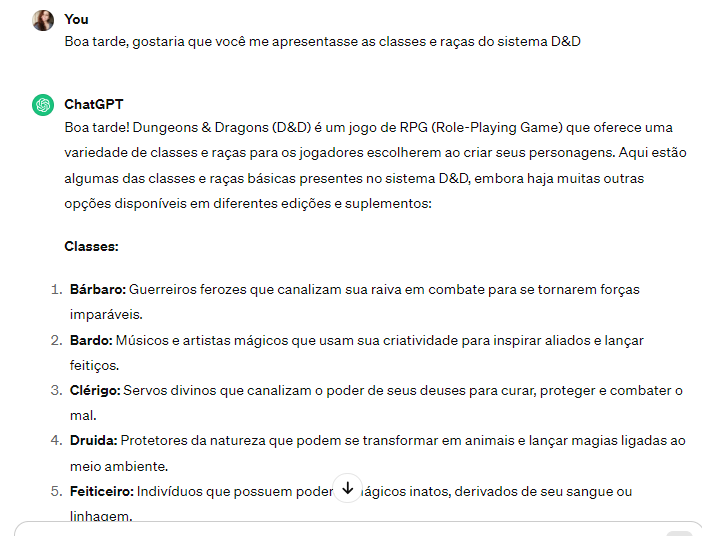 You
Boa tarde, gostaria que você me apresentasse as classes e raças do sistema D&D
ChatGPT
Boa tarde! Dungeons & Dragons (D&D) é um jogo de RPG (Role-Playing Game) que oferece uma
variedade de classes e raças para os jogadores escolherem ao criar seus personagens. Aqui estão
algumas das classes e raças básicas presentes no sistema D&D, embora haja muitas outras
opções disponíveis em diferentes edições e suplementos:
Classes:
1. Bárbaro: Guerreiros ferozes que canalizam sua raiva em combate para se tornarem forças
imparáveis.
2. Bardo: Músicos e artistas mágicos que usam sua criatividade para inspirar aliados e lançar
feitiços.
3. Clérigo: Servos divinos que canalizam o poder de seus deuses para curar, proteger e combater o
mal.
4. Druida: Protetores da natureza que podem se transformar em animais e lançar magias ligadas ao
meio ambiente.
5. Feiticeiro: Indivíduos que possuem inatos, derivados de seu sangue ou
linhagem.